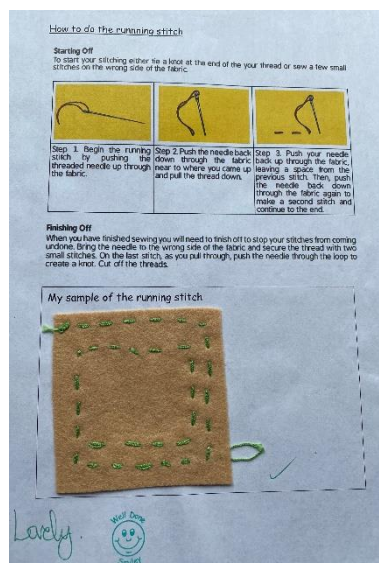 How to do the runnning stitch
Starting Off
To start your stitching either tie a knot at the end of the your thread or sew a few small
stitches on the wrong side of the fabric.
Step 1. Begin the running
stitch by pushing the
threaded needle up through
the fabric.
Step 2. Push the needle back
down through the fabric
near to where you came up
and pull the thread down.
Step 3. Push your needle
back up through the fabric,
leaving a space from the
previous stitch. Then, push
the needle back down
through the fabric again to
make a second stitch and
continue to the end.
Finishing Off
When you have finished sewing you will need to finish off to stop your stitches from coming
undone. Bring the needle to the wrong side of the fabric and secure the thread with two
small stitches. On the last stitch, as you pull through, push the needle through the loop to
create a knot. Cut off the threads.
My sample of the running stitch
Lovely.
Well Done
Smiley